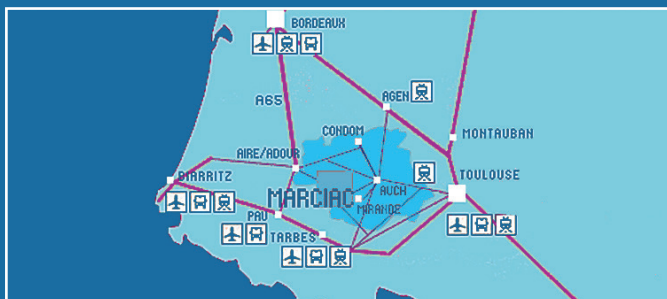 BORDEAUX
A65
AGEN
CONDOM
MONTAUBAN
AIRE/ADOUR
BIARRITZ
TOULOUSE
MARCIAC
AUCH
MIRANDE
PAU
TARBES